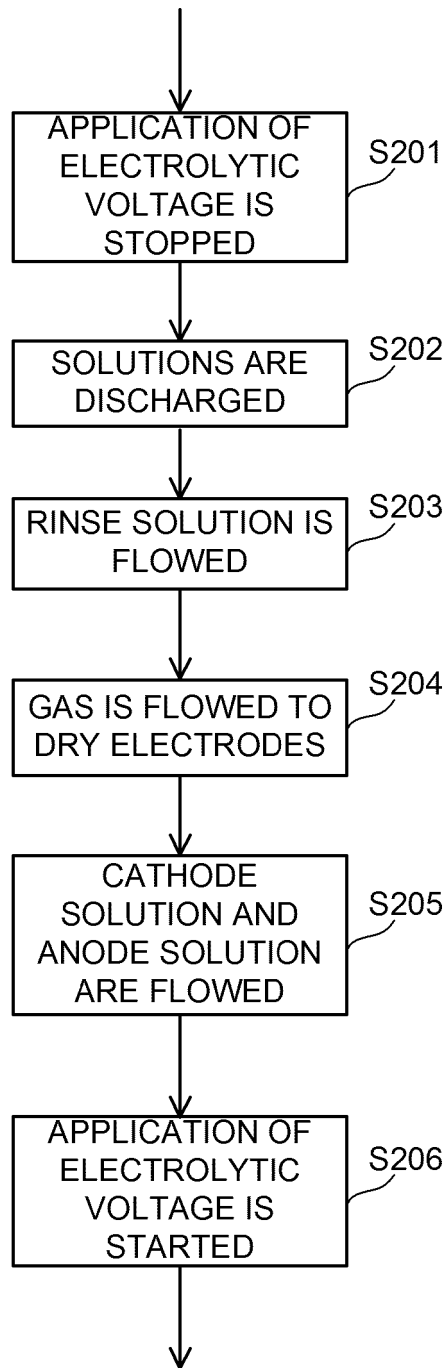 APPLICATION OF
ELECTROLYTIC
VOLTAGE IS
STOPPED
S201
SOLUTIONS ARE
DISCHARGED
S202
RINSE SOLUTION IS
FLOWED
S203
GAS IS FLOWED TO
DRY ELECTRODES
S204
CATHODE
SOLUTION AND
ANODE SOLUTION
ARE FLOWED
S205
APPLICATION OF
ELECTROLYTIC
VOLTAGE IS
STARTED
S206